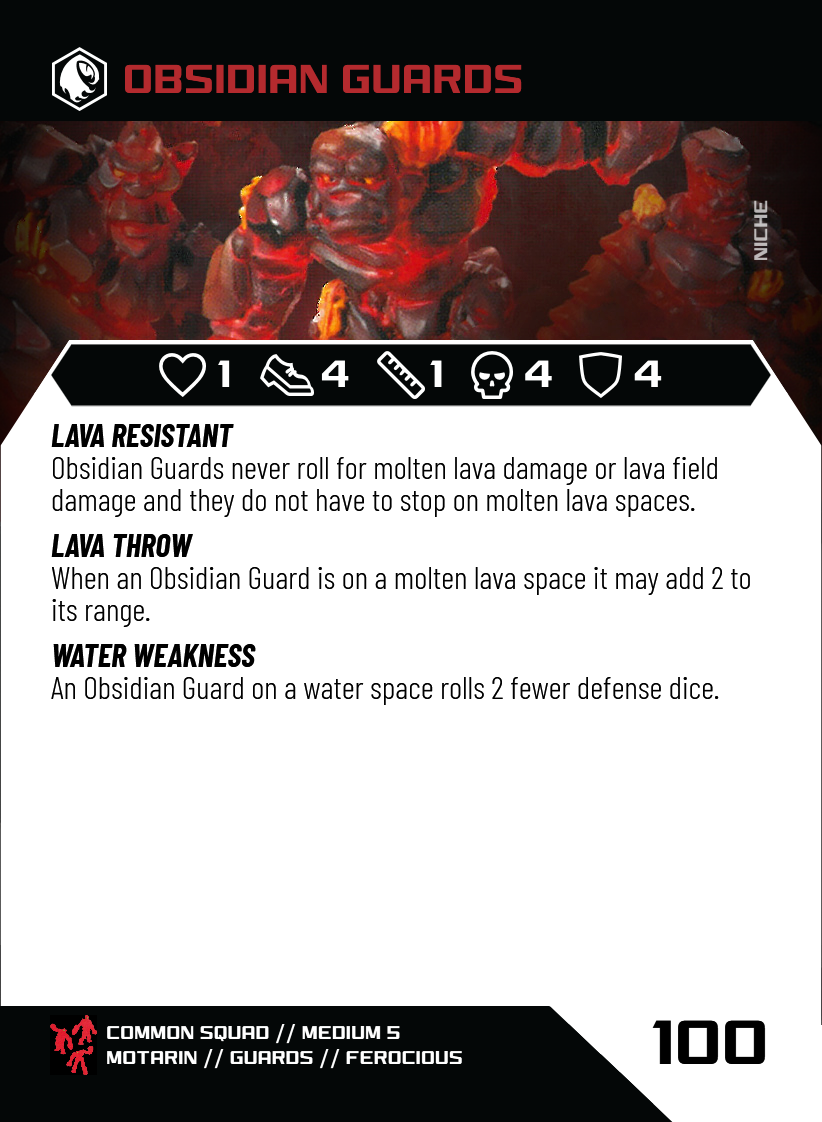 OBSIDIAN GUARDS
NICHE
1 4 1 4 4
LAVA RESISTANT
Obsidian Guards never roll for molten lava damage or lava field
damage and they do not have to stop on molten lava spaces.
LAVA THROW
When an Obsidian Guard is on a molten lava space it may add 2 to
its range.
WATER WEAKNESS
An Obsidian Guard on a water space rolls 2 fewer defense dice.
COMMON SQUAD // MEDIUM 5
MOTARIN // GUARDS // FEROCIOUS
100